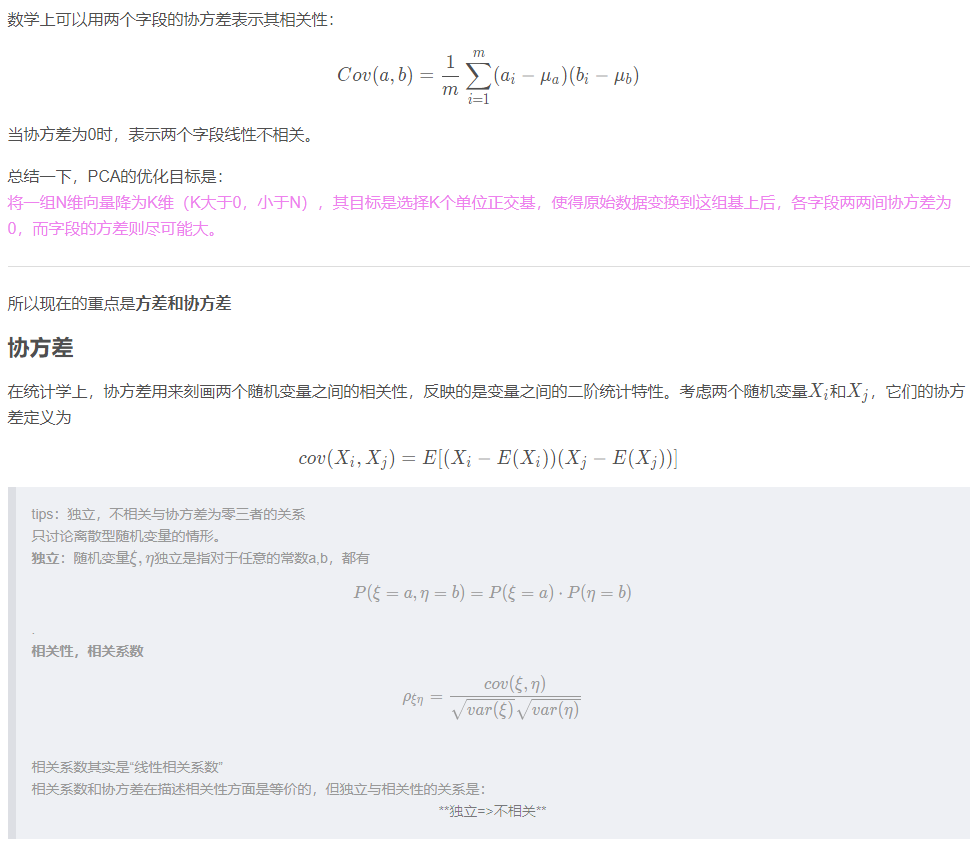 数学上可以用两个字段的协方差表示其相关性：
Cov(a, b) = \frac{1}{m} \sum_{i=1}^{m} (a_i − μ_a)(b_i − μ_b)
当协方差为0时，表示两个字段线性不相关。
总结一下，PCA的优化目标是：
将一组N维向量降为K维（K大于0，小于N），其目标是选择K个单位正交基，使得原始数据变换到这组基上后，各字段两两间协方差为
0，而字段的方差则尽可能大。
所以现在的重点是方差和协方差
协方差
在统计学上，协方差用来刻画两个随机变量之间的相关性，反映的是变量之间的二阶统计特性。考虑两个随机变量X_i和X_j，它们的协方
差定义为
cov(X_i, X_j) = E[(X_i − E(X_i))(X_j − E(X_j))]
tips：独立，不相关与协方差为零三者的关系
只讨论离散型随机变量的情形。
独立：随机变量ξ, η独立是指对于任意的常数a,b，都有
P(ξ = a, η = b) = P(ξ = a) · P(η = b)
.
相关性，相关系数
ρ_{ξη} = \frac{cov(ξ, η)}{\sqrt{var(ξ)}\sqrt{var(η)}}
相关系数其实是“线性相关系数”
相关系数和协方差在描述相关性方面是等价的，但独立与相关性的关系是：
**独立=>不相关**